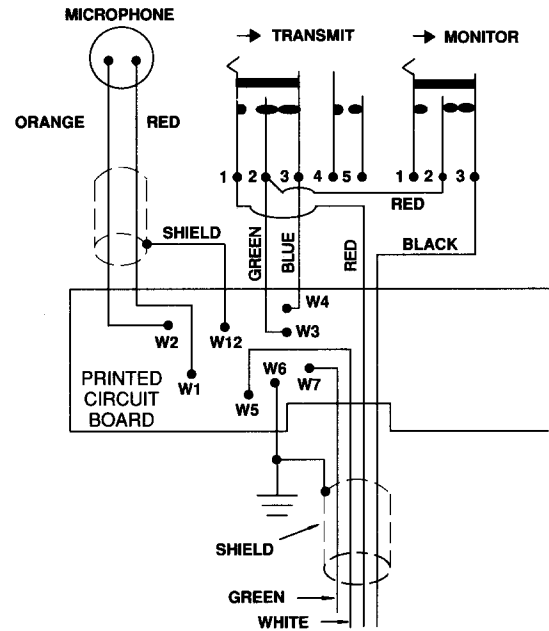 MICROPHONE
TRANSMIT
MONITOR
ORANGE
RED
1 2 3 4 5
1 2 3
RED
SHIELD
GREEN
BLUE
RED
BLACK
W4
W3
W2
W12
W6
W7
W1
W5
PRINTED
CIRCUIT
BOARD
SHIELD
GREEN
WHITE